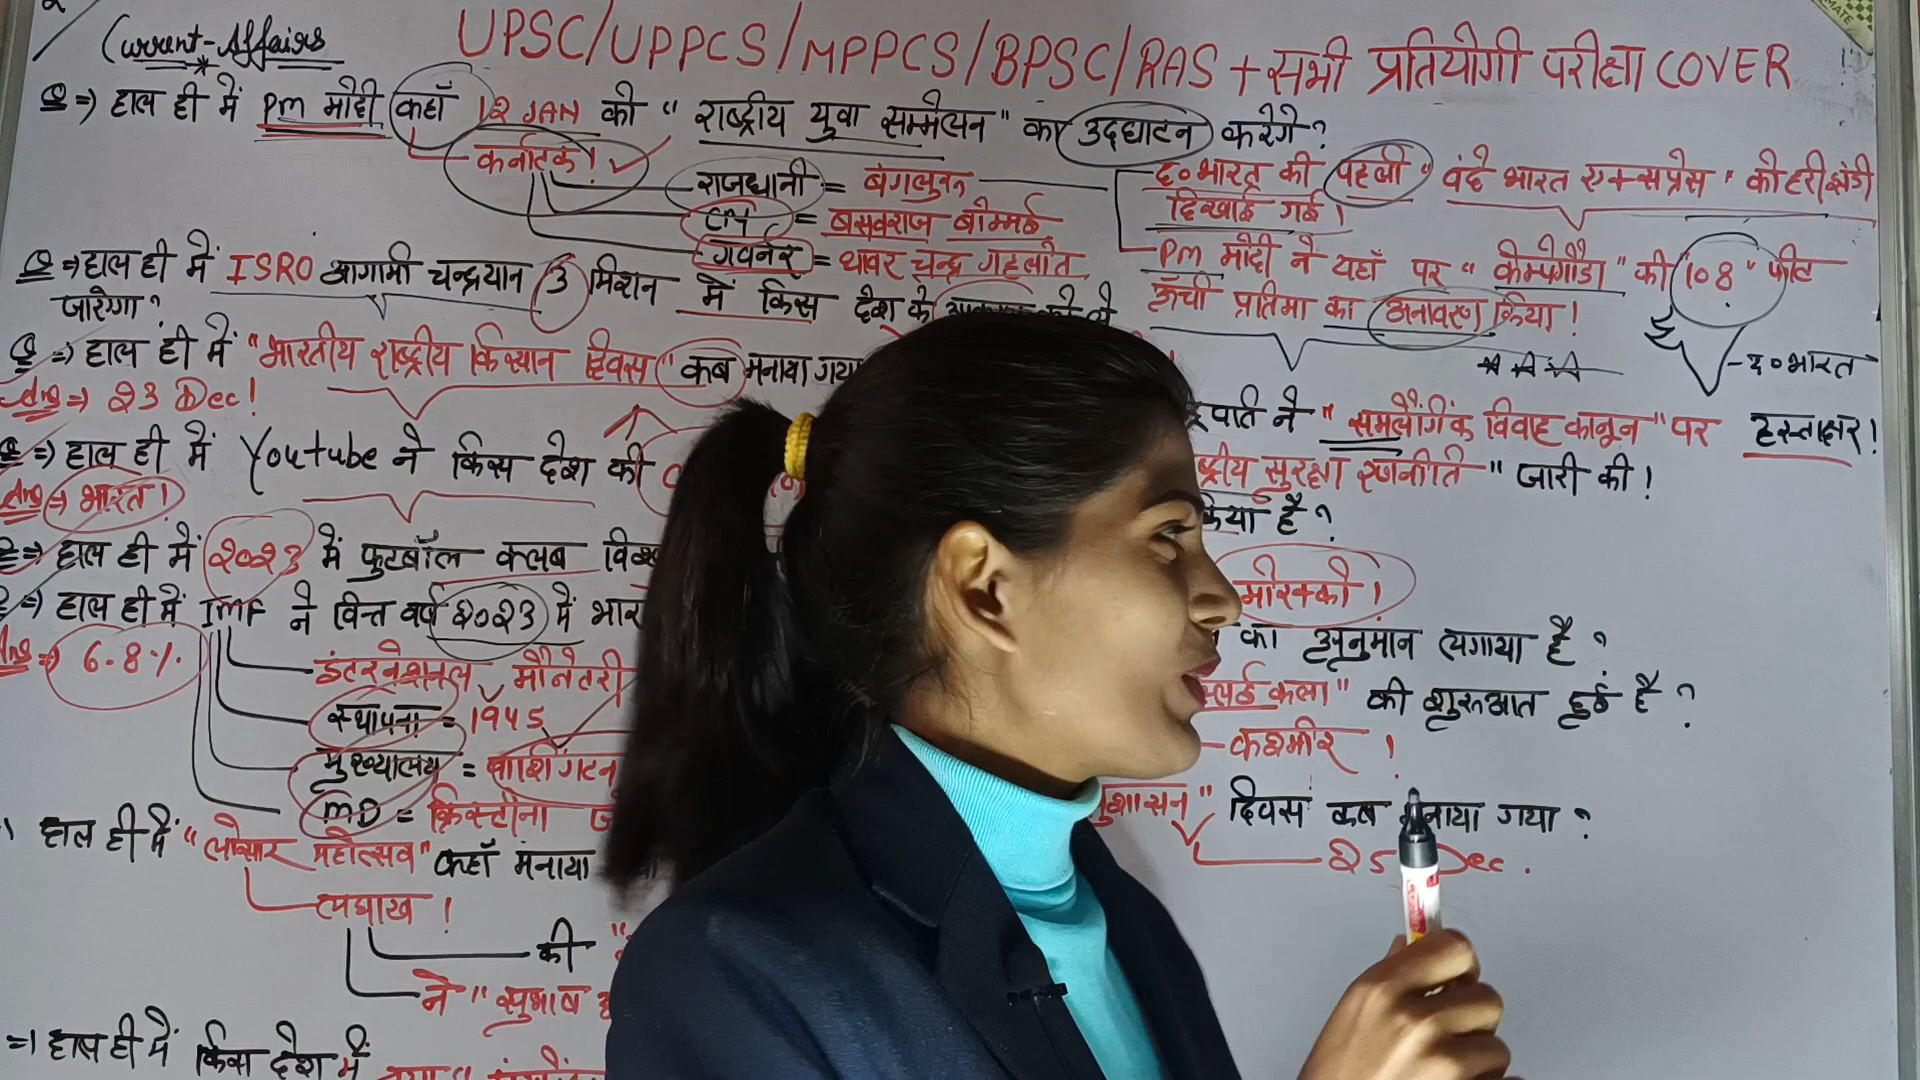 Current-Affairs
UPSC/UPPCS/MPPCS/BPSC/RAS + सभी प्रतियोगी परीक्षा COVER
Q ⇒ हाल ही में PM मोदी कहाँ 12 JAN को "राष्ट्रीय युवा सम्मेलन" का उद्घाटन करेगे?
कर्नाटक! ✓
राजधानी = बंगलुरू
CM = बसवराज बोम्मई
गवर्नर = थावर चन्द्र गहलोत
द० भारत की पहली "वंदे भारत एक्सप्रेस" को हरी झंडी
दिखाई गई।
PM मोदी ने यहाँ पर "केम्पेगौडा" की 108 फीट
ऊँची प्रतिमा का अनावरण किया!
द० भारत
Q ⇒ हाल ही में ISRO आगामी चन्द्रयान 3 मिशन में किस देश के
जारेगा?
Q ⇒ हाल ही में "भारतीय राष्ट्रीय किसान दिवस" कब मनाया गया
Ans ⇒ 23 Dec!
पति ने "समलैंगिक विवाह कानून" पर हस्ताक्षर!
Q ⇒ हाल ही में Youtube ने किस देश की
सुरक्षा रणनीति" जारी की!
Ans ⇒ भारत!
किया है?
Q ⇒ हाल ही में 2023 में फुटबॉल क्लब
मोरक्को!
Q ⇒ हाल ही में IMF ने वित्त वर्ष 2023 में
का अनुमान लगाया है?
Ans ⇒ 6.8%
इंटरनेशनल मौनेतरी
स्थापना = 1945
मुख्यालय = वाशिंगटन
MD = क्रिस्टीना
कला" की शुरुआत हुई है?
कश्मीर!
दिवस कब मनाया गया?
25 Dec.
हाल ही में "लोसार महोत्सव" कहाँ मनाया
लद्दाख!
की
ने "सुभाष
⇒ हाल ही में किस देश में